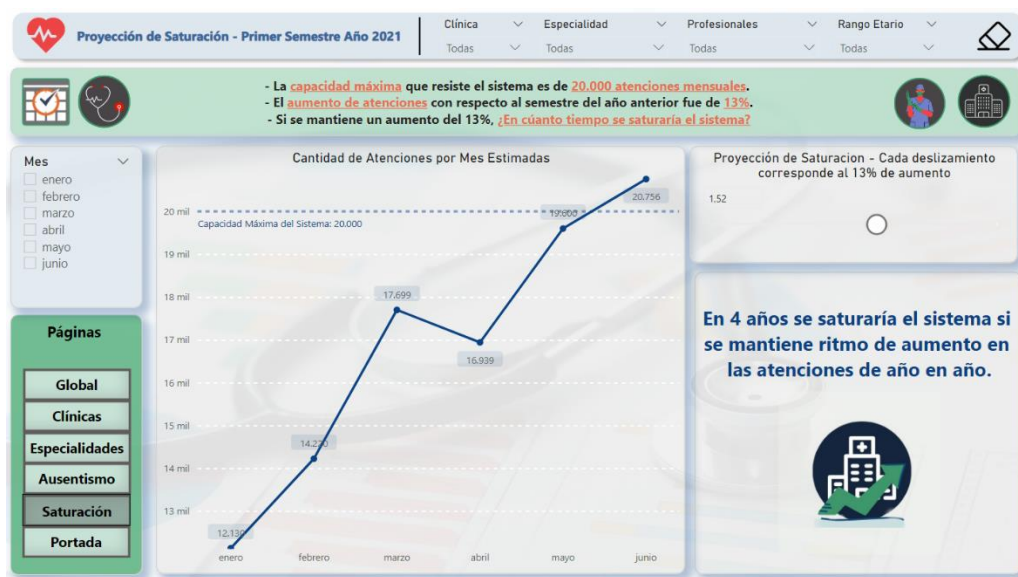 Proyección de Saturación - Primer Semestre Año 2021
Clínica
Todas
Especialidad
Todas
Profesionales
Todas
Rango Etario
Todas
- La capacidad máxima que resiste el sistema es de 20.000 atenciones mensuales.
- El aumento de atenciones con respecto al semestre del año anterior fue de 13%.
- Si se mantiene un aumento del 13%, ¿En cúanto tiempo se saturaría el sistema?
Mes
enero
febrero
marzo
abril
mayo
junio
Páginas
Global
Clínicas
Especialidades
Ausentismo
Saturación
Portada
Cantidad de Atenciones por Mes Estimadas
20 mil
Capacidad Máxima del Sistema: 20.000
19 mil
18 mil
17 mil
16 mil
15 mil
14 mil
13 mil
12.130
14.220
17.699
16.939
19.600
20.756
enero
febrero
marzo
abril
mayo
junio
Proyección de Saturacion - Cada deslizamiento
corresponde al 13% de aumento
1.52
En 4 años se saturaría el sistema si
se mantiene ritmo de aumento en
las atenciones de año en año.